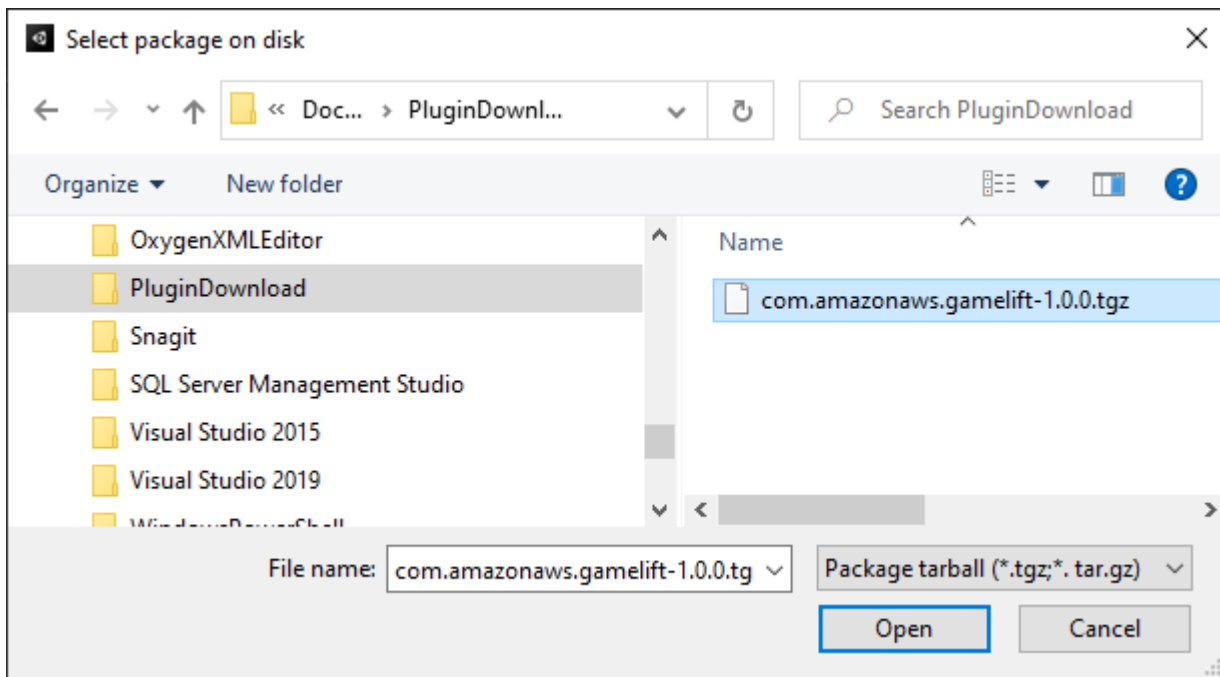 Select package on disk
« Doc... › PluginDownl...
Search PluginDownload
Organize
New folder
?
OxygenXMLEditor
PluginDownload
Snagit
SQL Server Management Studio
Visual Studio 2015
Visual Studio 2019
WindowsPowerShell
Name
com.amazonaws.gamelift-1.0.0.tgz
File name:
com.amazonaws.gamelift-1.0.0.tg
Package tarball (*.tgz;*. tar.gz)
Open
Cancel